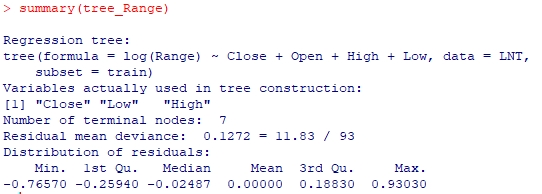 > summary(tree_Range)
Regression tree:
tree(formula = log(Range) ~ Close + Open + High + Low, data = LNT,
subset = train)
Variables actually used in tree construction:
[1] "Close" "Low" "High"
Number of terminal nodes: 7
Residual mean deviance: 0.1272 = 11.83 / 93
Distribution of residuals:
Min. 1st Qu. Median Mean 3rd Qu. Max.
-0.76570 -0.25940 -0.02487 0.00000 0.18830 0.93030